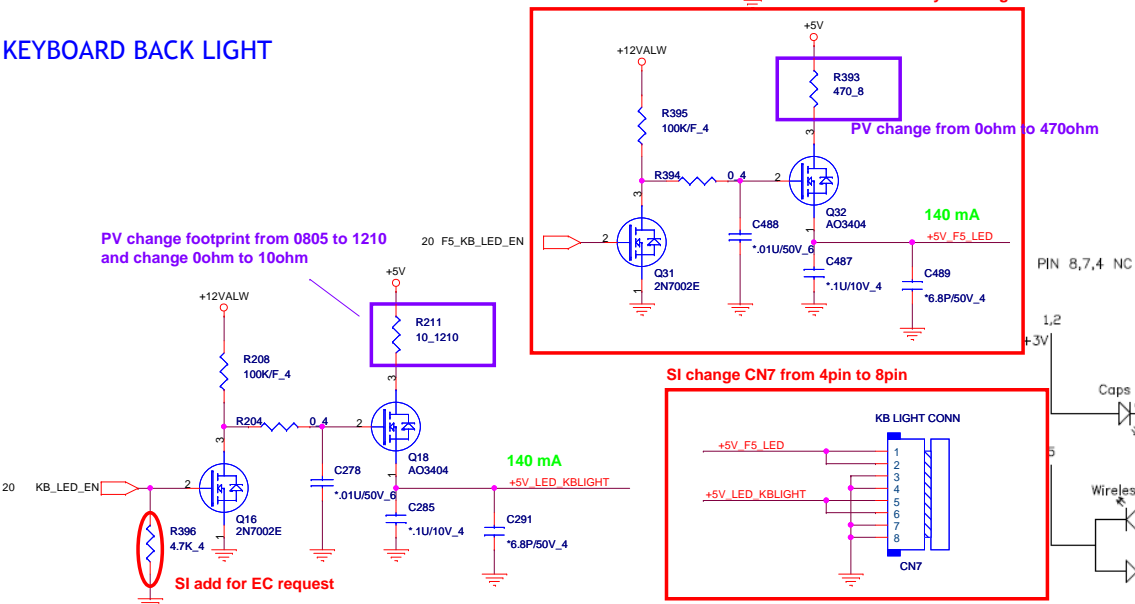 KEYBOARD BACK LIGHT
+5V
+12VALW
R393
470_8
PV change from 0ohm to 470ohm
R395
100K/F_4
3
R394
0_4
2
3
Q32
AO3404
1
140 mA
+5V_F5_LED
20 F5_KB_LED_EN
2
3
Q31
2N7002E
1
C488
*.01U/50V_6
C487
*.1U/10V_4
C489
*6.8P/50V_4
PV change footprint from 0805 to 1210
and change 0ohm to 10ohm
+5V
+12VALW
R211
10_1210
R208
100K/F_4
3
R204
0_4
2
3
Q18
AO3404
1
140 mA
+5V_LED_KBLIGHT
20 KB_LED_EN
2
Q16
2N7002E
1
C278
*.01U/50V_6
C285
*.1U/10V_4
C291
*6.8P/50V_4
R396
4.7K_4
SI add for EC request
SI change CN7 from 4pin to 8pin
KB LIGHT CONN
+5V_F5_LED
+5V_LED_KBLIGHT
1
2
3
4
5
6
7
8
CN7
PIN 8,7,4 NC
1,2
+3V
Caps
5